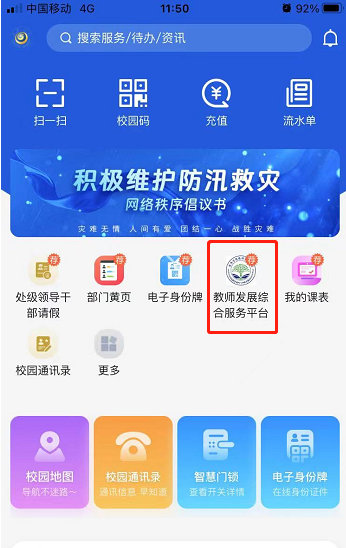 中国移动 4G 11:50 92%
搜索服务/待办/资讯
扫一扫 校园码 充值 流水单
积极维护防汛救灾
网络秩序倡议书
灾难无情 人间有爱 团结一心 战胜灾难
荐 荐 荐 荐 荐
处级领导干 部门黄页 电子身份牌 教师发展综 我的课表
部请假 合服务平台
校园通讯录 更多
校园地图 校园通讯录 智慧门锁 电子身份牌
导航不迷路~ 通讯信息 早知道 查看开关详情 在线身份证件